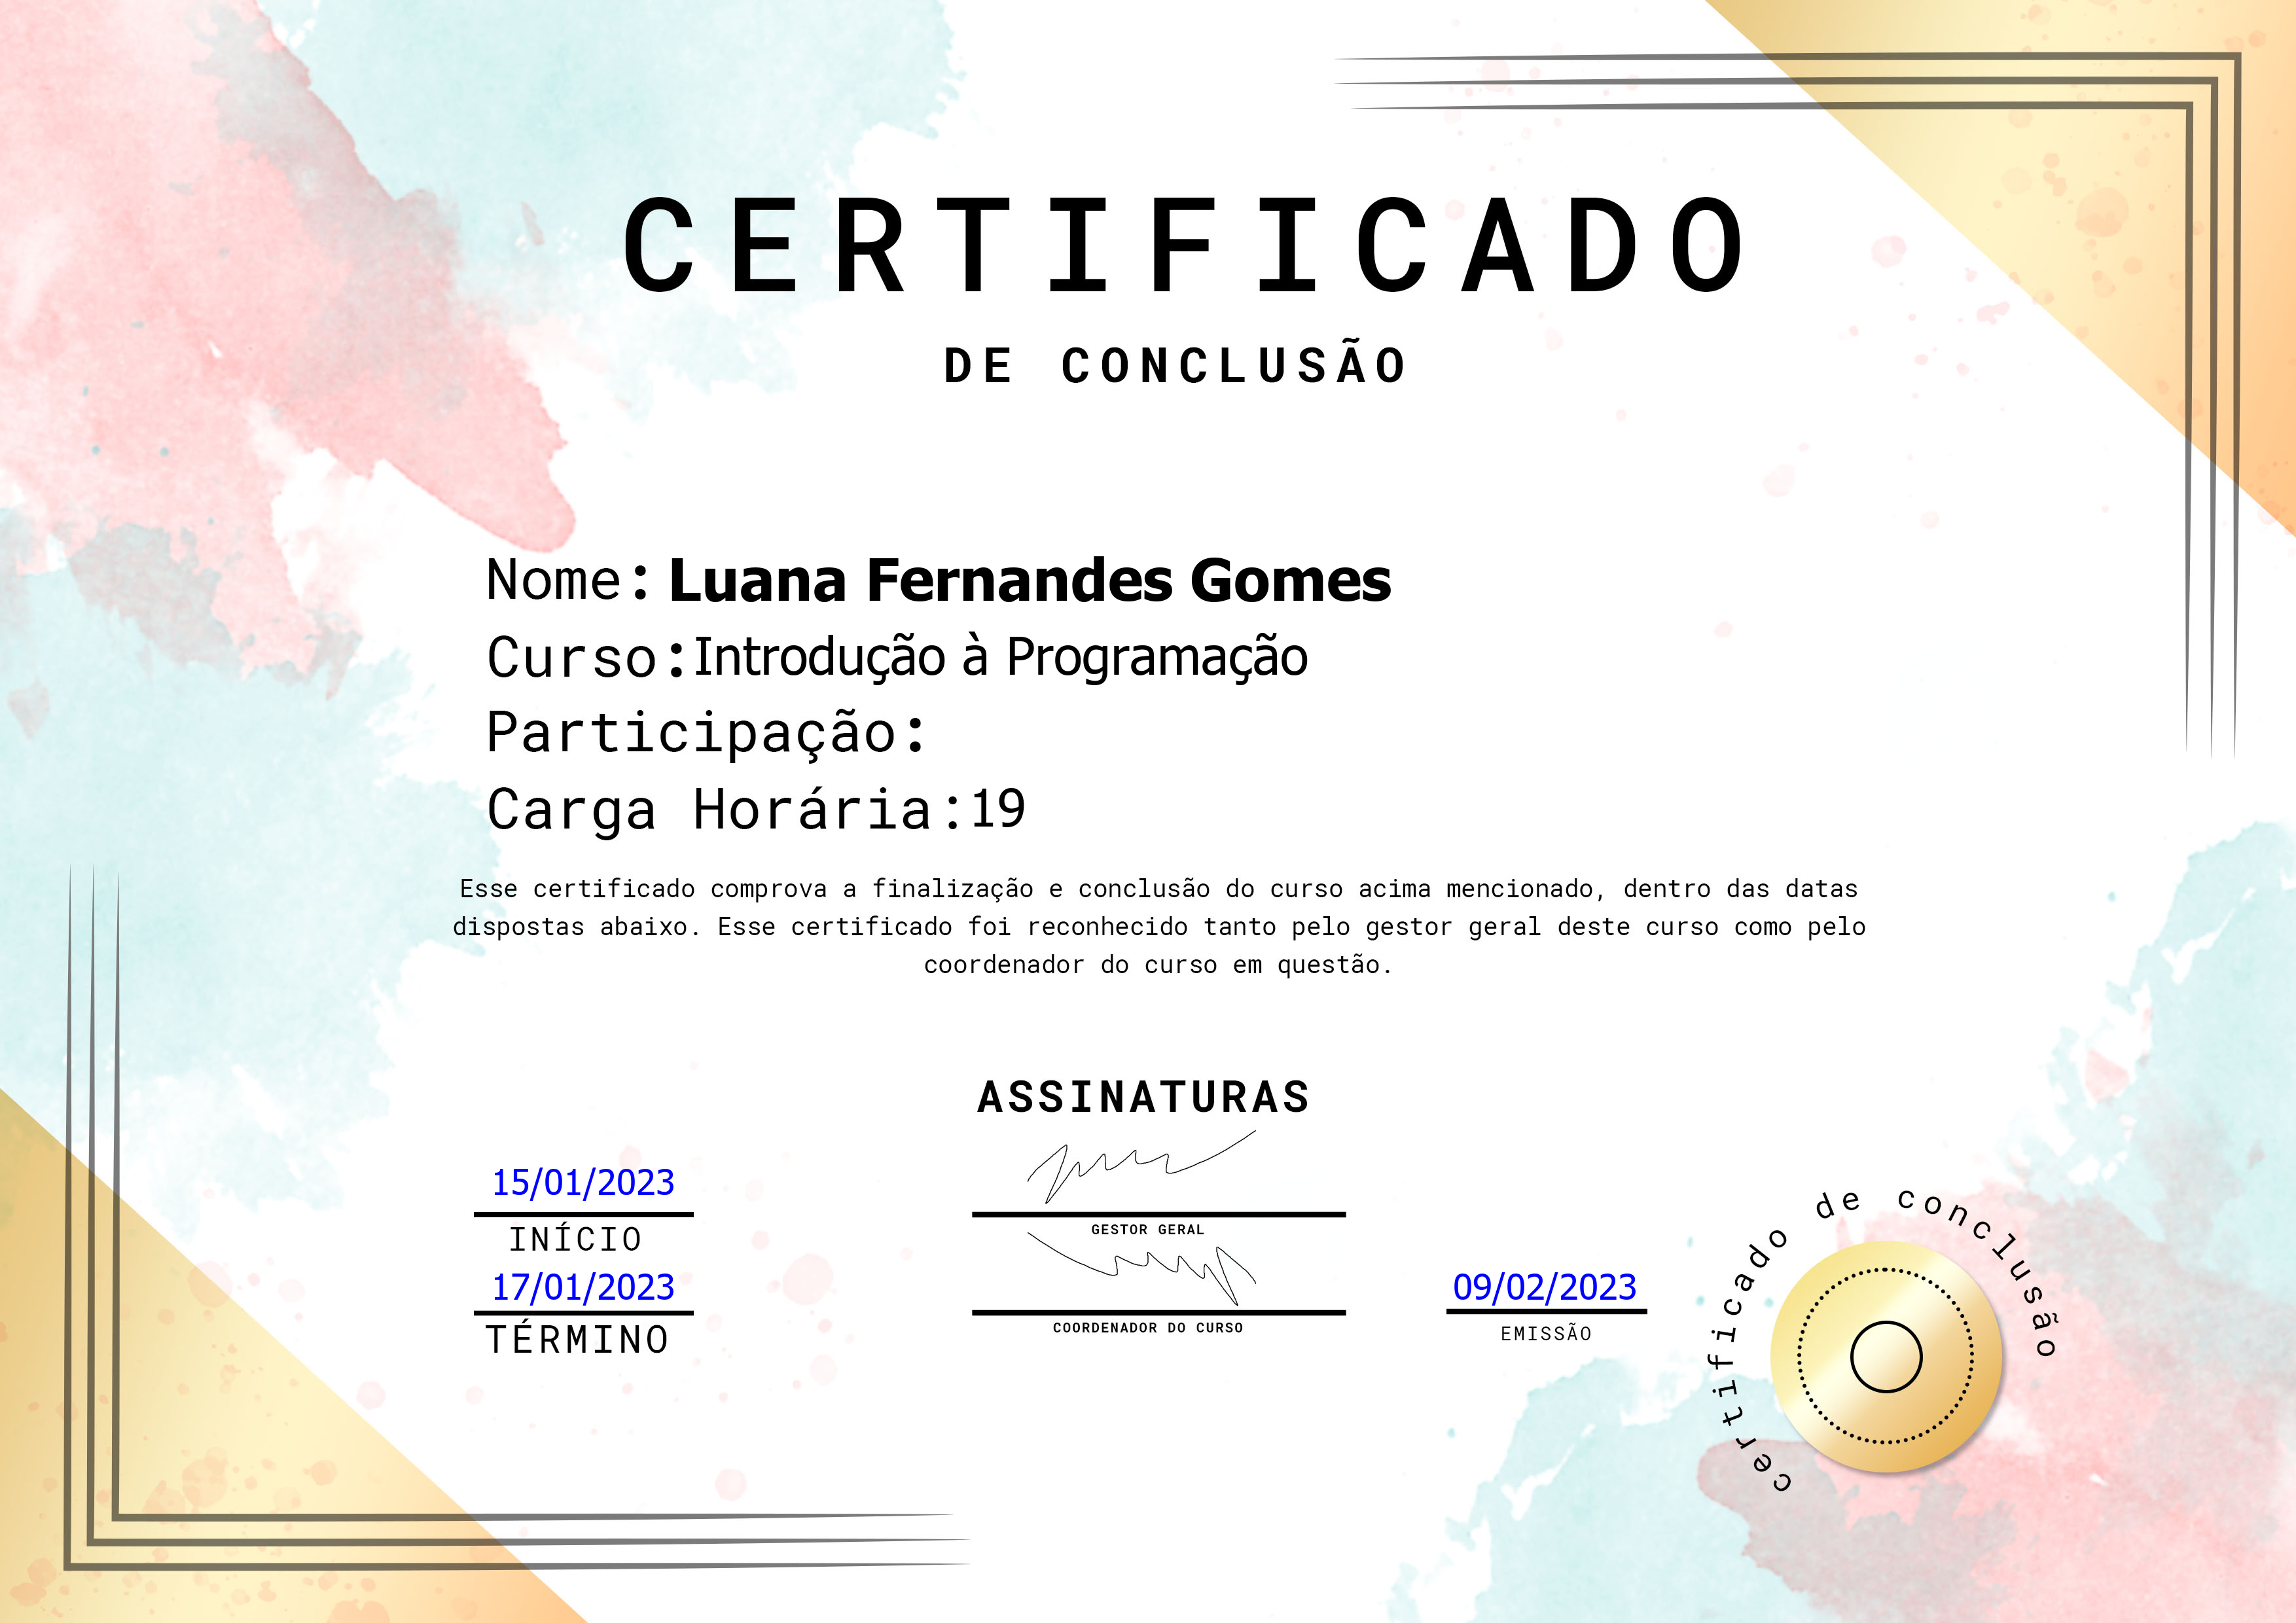 CERTIFICADO
DE CONCLUSÃO
Nome: Luana Fernandes Gomes
Curso:Introdução à Programação
Participação:
Carga Horária:19
Esse certificado comprova a finalização e conclusão do curso acima mencionado, dentro das datas
dispostas abaixo. Esse certificado foi reconhecido tanto pelo gestor geral deste curso como pelo
coordenador do curso em questão.
ASSINATURAS
15/01/2023
INÍCIO
GESTOR GERAL
17/01/2023
TÉRMINO
COORDENADOR DO CURSO
09/02/2023
EMISSÃO
certificado de conclusão